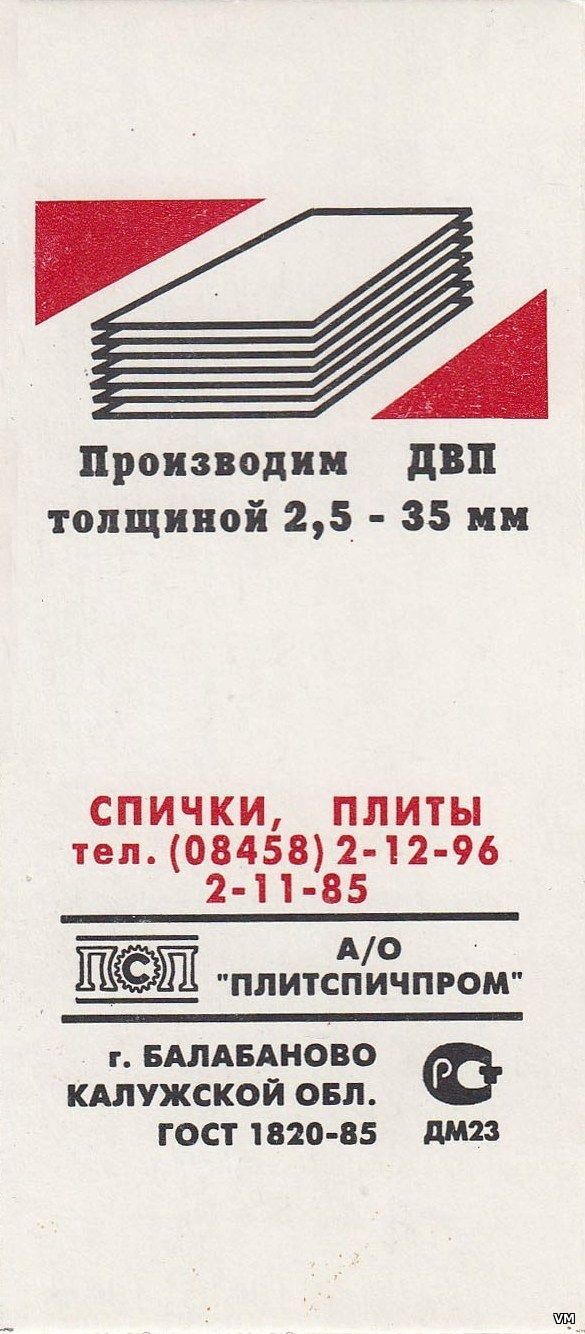 Производим ДВП
толщиной 2,5 - 35 мм
СПИЧКИ, ПЛИТЫ
тел. (08458) 2-12-96
2-11-85
ПСП
А/О
"ПЛИТСПИЧПРОМ"
г. БАЛАБАНОВО
КАЛУЖСКОЙ ОБЛ.
ГОСТ 1820-85
РСТ
ДМ23
VM